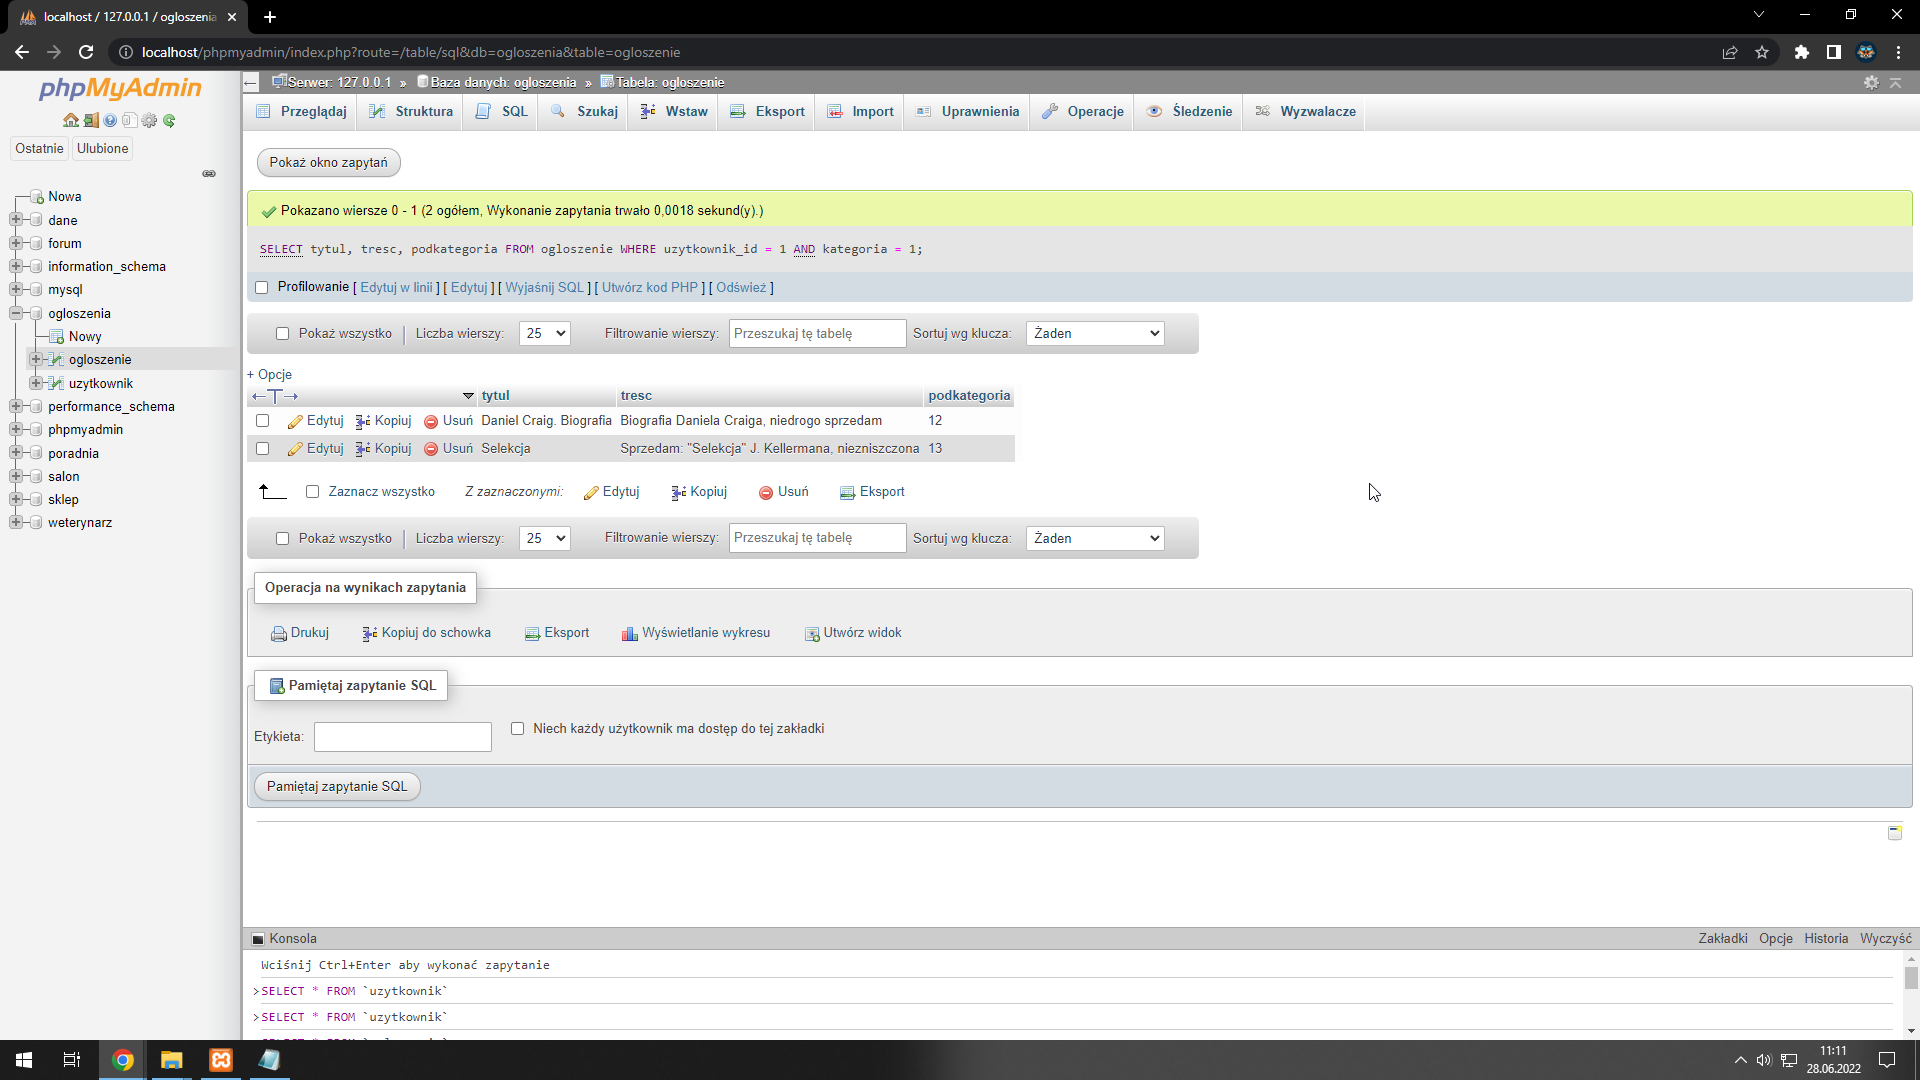 localhost / 127.0.0.1 / ogloszenia
localhost/phpmyadmin/index.php?route=/table/sql&db=ogloszenia&table=ogloszenie
phpMyAdmin
Ostatnie Ulubione
Nowa
dane
forum
information_schema
mysql
ogloszenia
Nowy
ogloszenie
uzytkownik
performance_schema
phpmyadmin
poradnia
salon
sklep
weterynarz
Serwer: 127.0.0.1 » Baza danych: ogloszenia » Tabela: ogloszenie
Przeglądaj Struktura SQL Szukaj Wstaw Eksport Import Uprawnienia Operacje Śledzenie Wyzwalacze
Pokaż okno zapytań
Pokazano wiersze 0 - 1 (2 ogółem, Wykonanie zapytania trwało 0,0018 sekund(y).)
SELECT tytul, tresc, podkategoria FROM ogloszenie WHERE uzytkownik_id = 1 AND kategoria = 1;
Profilowanie [ Edytuj w linii ] [ Edytuj ] [ Wyjaśnij SQL ] [ Utwórz kod PHP ] [ Odśwież ]
Pokaż wszystko | Liczba wierszy: 25 Filtrowanie wierszy: Przeszukaj tę tabelę Sortuj wg klucza: Żaden
+ Opcje
←T→ tytul tresc podkategoria
Edytuj Kopiuj Usuń Daniel Craig. Biografia Biografia Daniela Craiga, niedrogo sprzedam 12
Edytuj Kopiuj Usuń Selekcja Sprzedam: "Selekcja" J. Kellermana, niezniszczona 13
Zaznacz wszystko Z zaznaczonymi: Edytuj Kopiuj Usuń Eksport
Pokaż wszystko | Liczba wierszy: 25 Filtrowanie wierszy: Przeszukaj tę tabelę Sortuj wg klucza: Żaden
Operacja na wynikach zapytania
Drukuj Kopiuj do schowka Eksport Wyświetlanie wykresu Utwórz widok
Pamiętaj zapytanie SQL
Etykieta: Niech każdy użytkownik ma dostęp do tej zakładki
Pamiętaj zapytanie SQL
Konsola Zakładki Opcje Historia Wyczyść
Wciśnij Ctrl+Enter aby wykonać zapytanie
>SELECT * FROM `uzytkownik`
>SELECT * FROM `uzytkownik`
11:11
28.06.2022